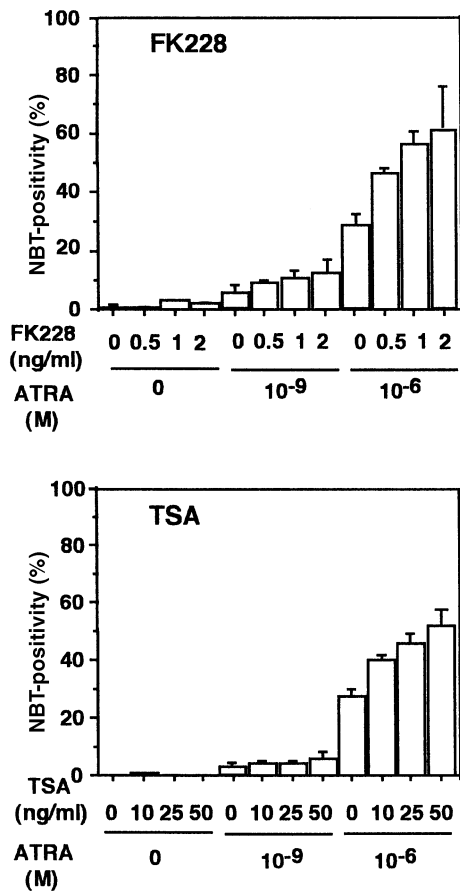 FK228
NBT-positivity (%)
100
80
60
40
20
0
FK228 0 0.5 1 2 0 0.5 1 2 0 0.5 1 2
(ng/ml)
ATRA 0 10-9 10-6
(M)
TSA
NBT-positivity (%)
100
80
60
40
20
0
TSA 0 10 25 50 0 10 25 50 0 10 25 50
(ng/ml)
ATRA 0 10-9 10-6
(M)